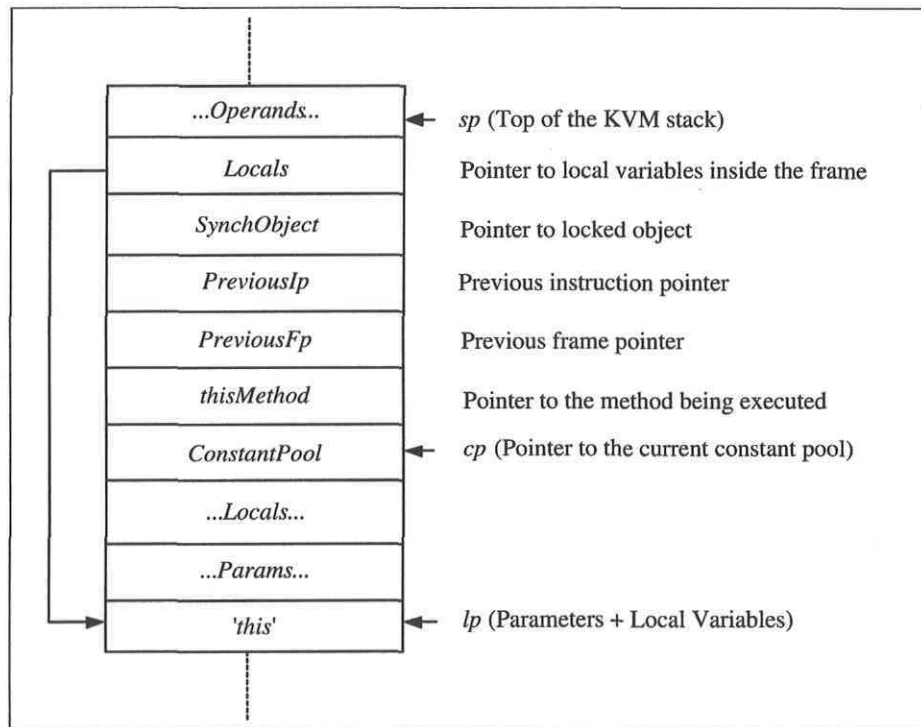 ...Operands...
sp (Top of the KVM stack)
Locals
Pointer to local variables inside the frame
SynchObject
Pointer to locked object
PreviousIp
Previous instruction pointer
PreviousFp
Previous frame pointer
thisMethod
Pointer to the method being executed
ConstantPool
cp (Pointer to the current constant pool)
...Locals...
...Params...
'this'
lp (Parameters + Local Variables)